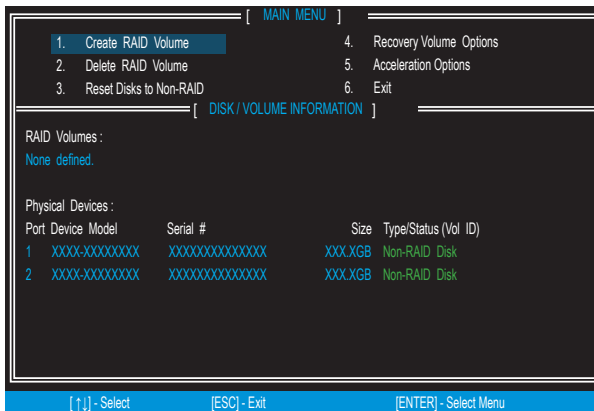 [ MAIN MENU ]
1. Create RAID Volume
2. Delete RAID Volume
3. Reset Disks to Non-RAID
4. Recovery Volume Options
5. Acceleration Options
6. Exit
[ DISK / VOLUME INFORMATION ]
RAID Volumes :
None defined.
Physical Devices :
Port Device Model Serial # Size Type/Status (Vol ID)
1 XXXX-XXXXXXXX XXXXXXXXXXXXXX XXX.XGB Non-RAID Disk
2 XXXX-XXXXXXXX XXXXXXXXXXXXXX XXX.XGB Non-RAID Disk
[ ↑↓] - Select [ESC] - Exit [ENTER] - Select Menu